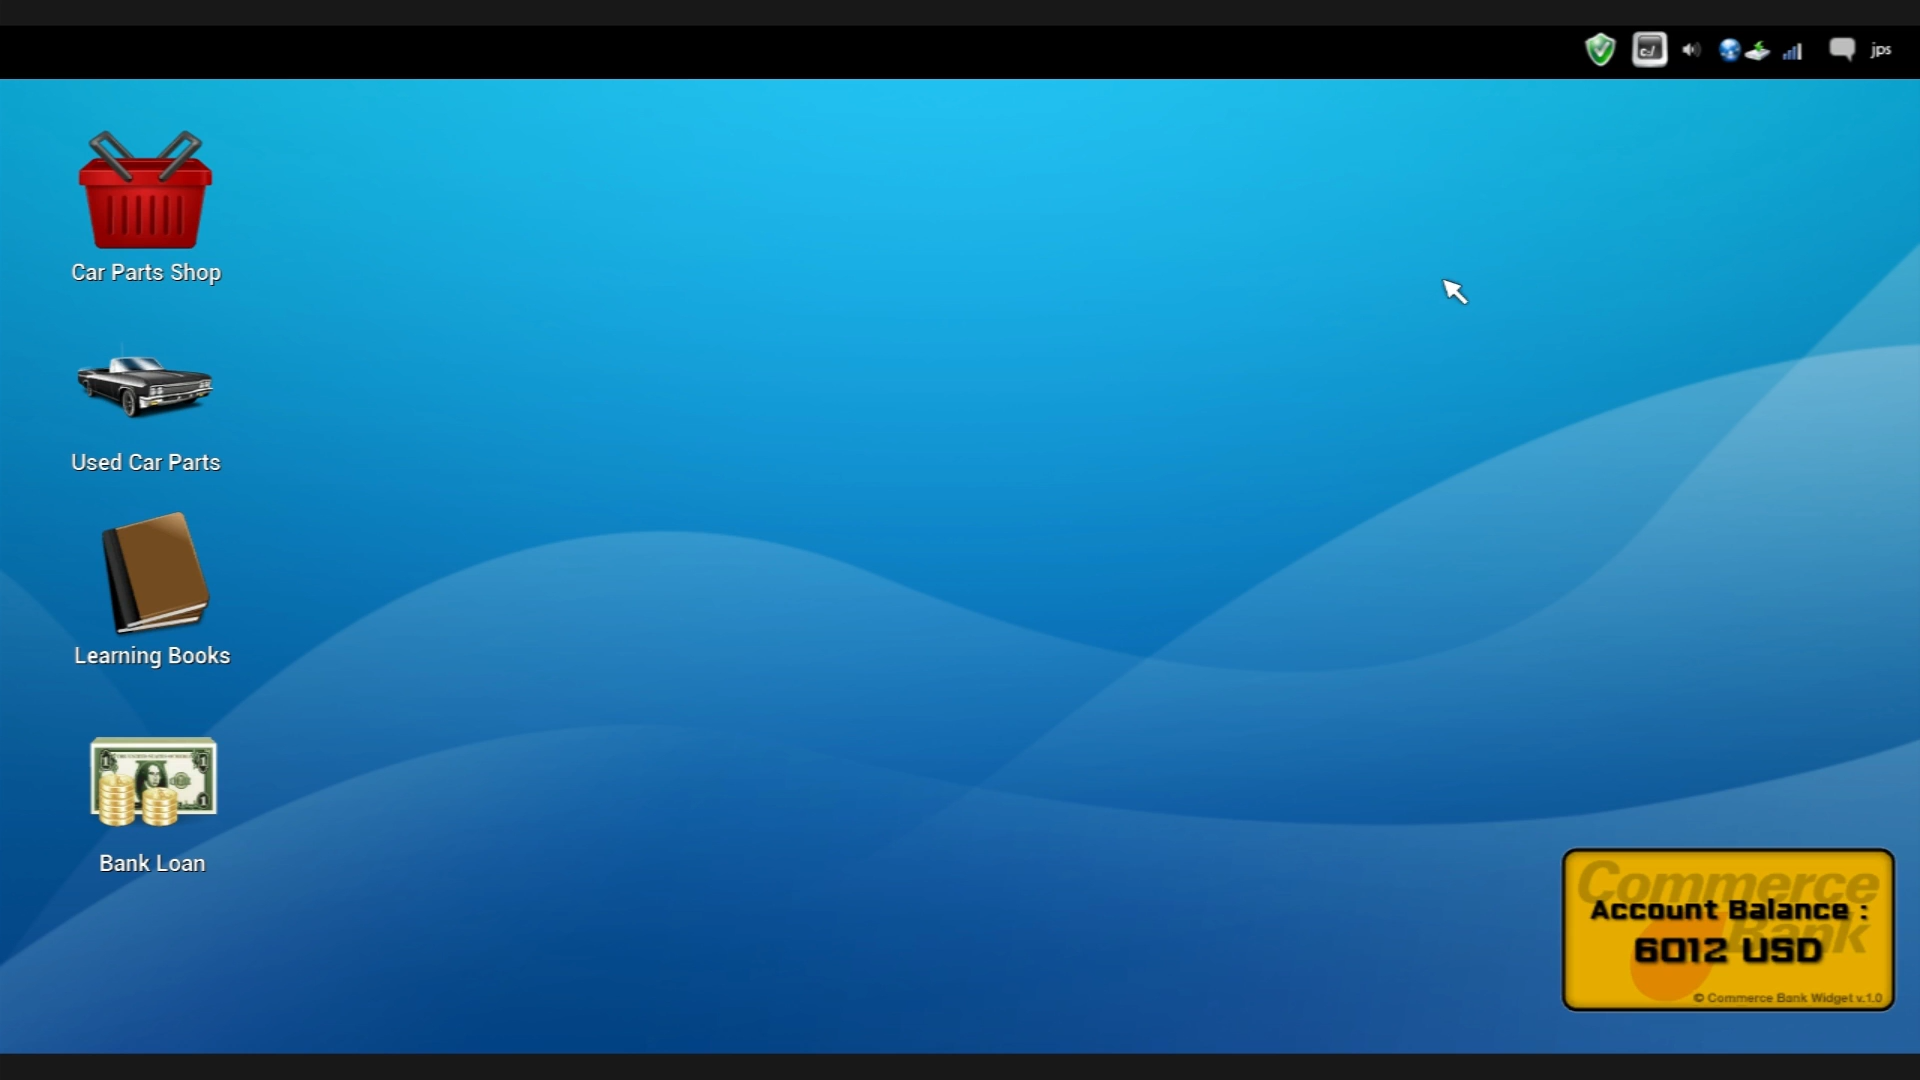 c:/
jps
Car Parts Shop
Used Car Parts
Learning Books
Bank Loan
Commerce
Account Balance :
Bank
6012 USD
© Commerce Bank Widget v.1.0